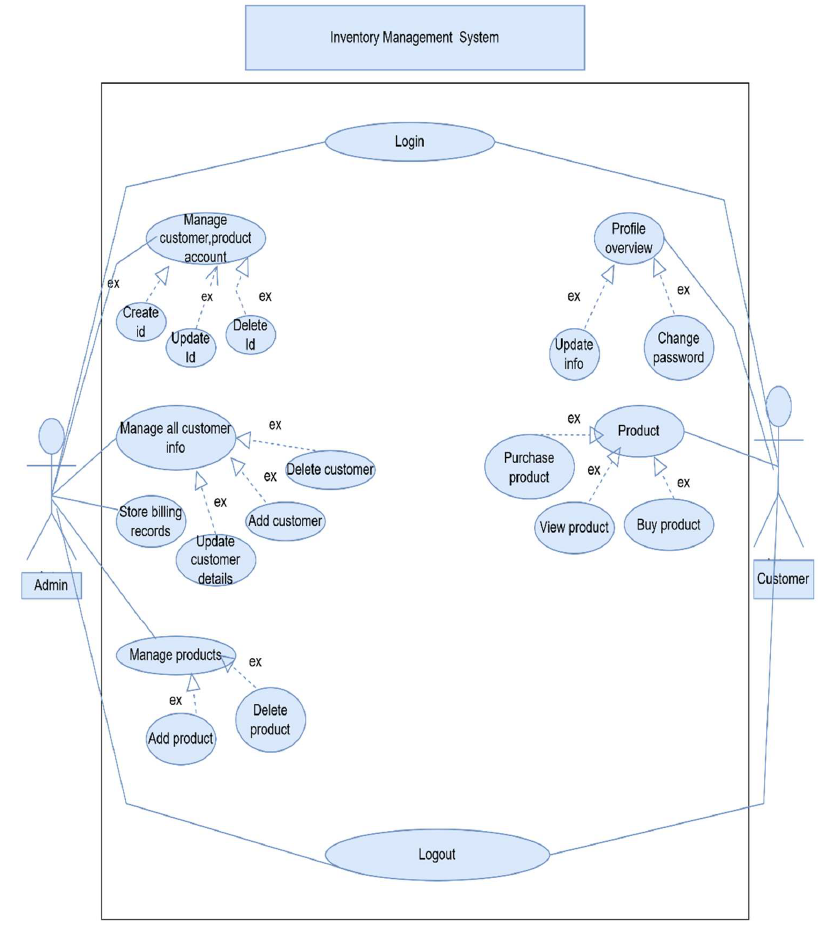 Inventory Management System
Login
Manage
customer,product
account
Profile
overview
ex
ex
ex
ex
ex
Create
id
Update
Id
Delete
Id
Update
info
Change
password
Manage all customer
info
ex
ex
Product
Delete customer
Purchase
product
ex
ex
ex
ex
Store billing
records
Add customer
View product
Buy product
Update
customer
details
Admin
Customer
Manage products
ex
ex
Delete
product
Add product
Logout